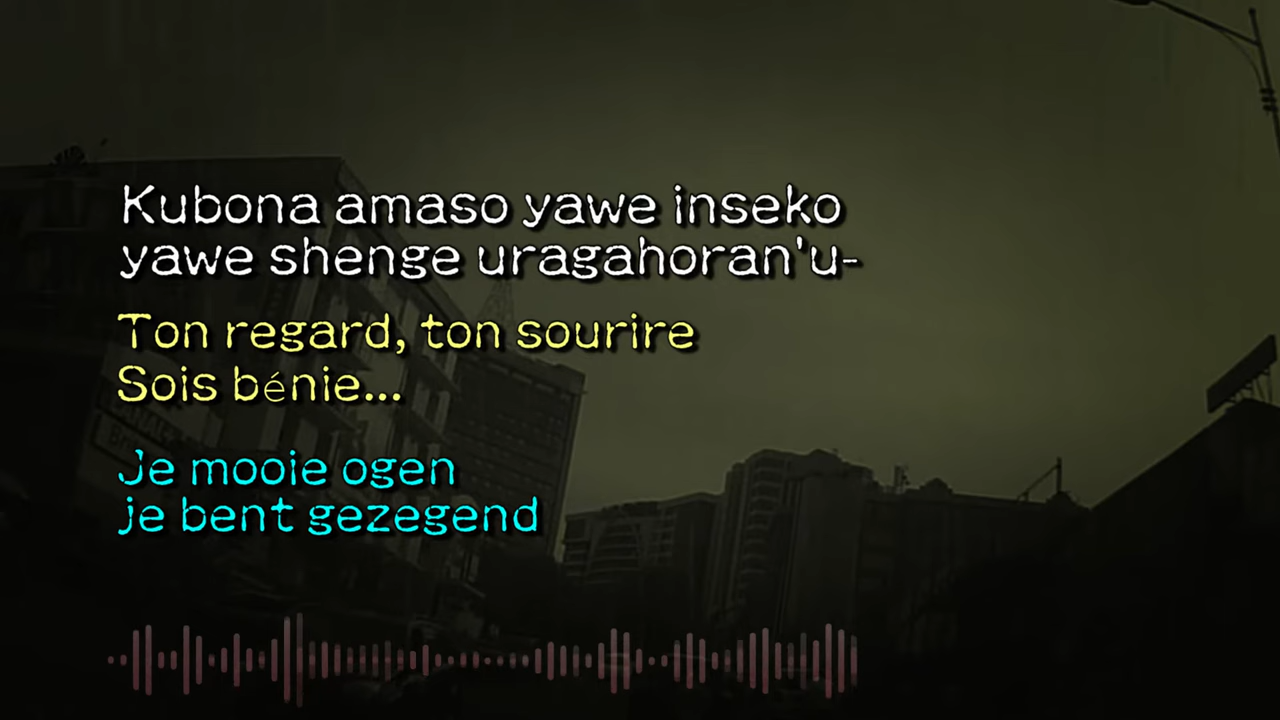 Kubona amaso yawe inseko
yawe shenge uragahoran'u-
Ton regard, ton sourire
Sois bénie...
Je mooie ogen
je bent gezegend